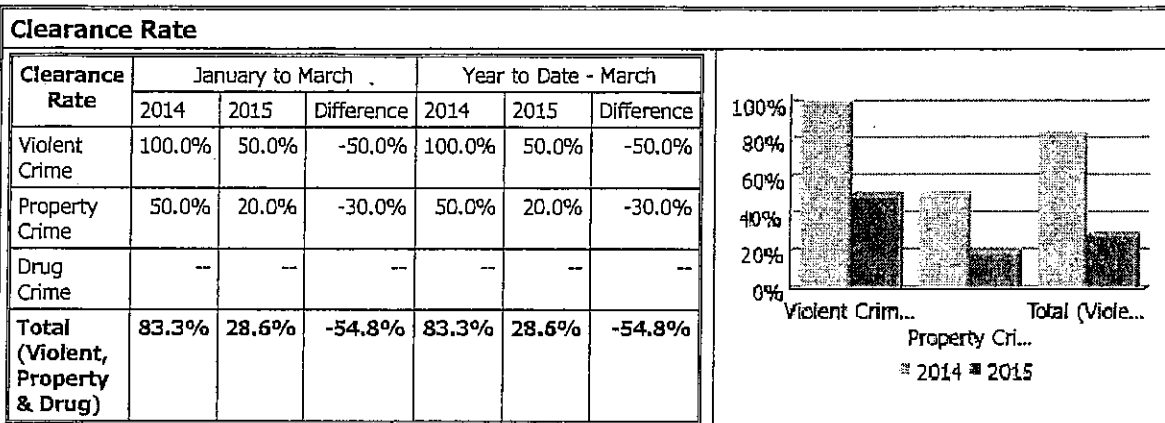 Clearance Rate
Clearance Rate January to March Year to Date - March
2014 2015 Difference 2014 2015 Difference
Violent Crime 100.0% 50.0% -50.0% 100.0% 50.0% -50.0%
Property Crime 50.0% 20.0% -30.0% 50.0% 20.0% -30.0%
Drug Crime -- -- -- -- -- --
Total (Violent, Property & Drug) 83.3% 28.6% -54.8% 83.3% 28.6% -54.8%
100%
80%
60%
40%
20%
0%
Violent Crim... Total (Viole...
Property Cri...
2014 2015